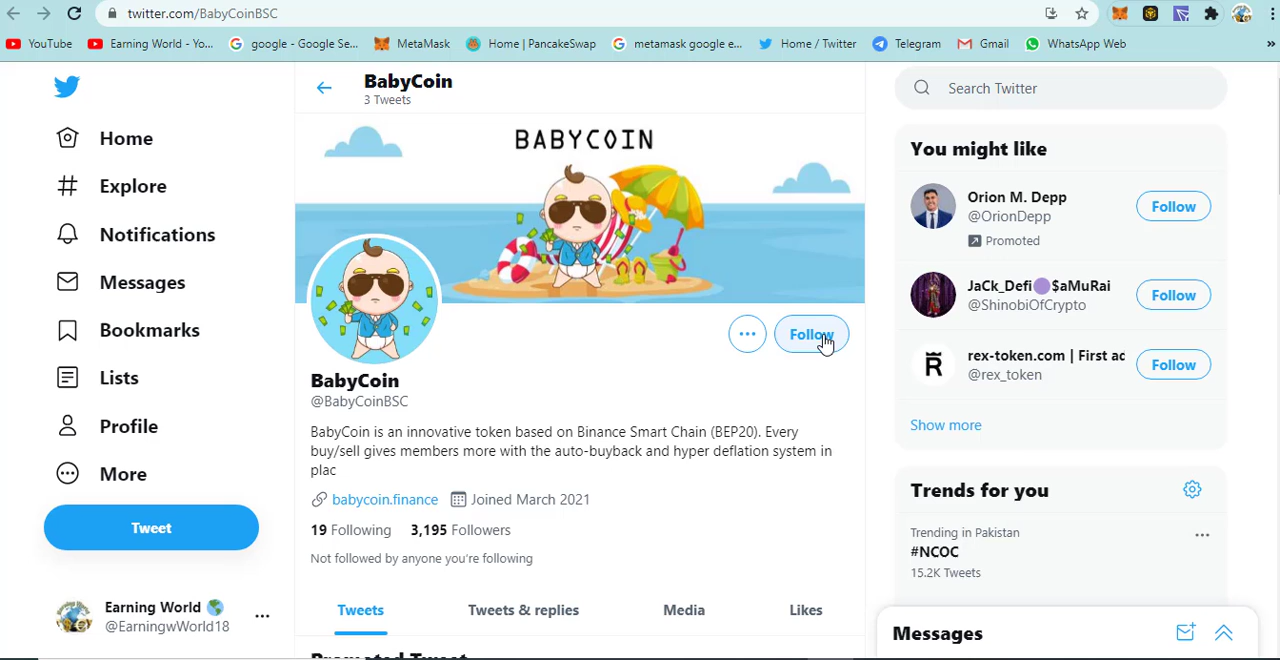 twitter.com/BabyCoinBSC
YouTube
Earning World - Yo...
google - Google Se...
MetaMask
Home | PancakeSwap
metamask google e...
Home / Twitter
Telegram
Gmail
WhatsApp Web
»
Home
Explore
Notifications
Messages
Bookmarks
Lists
Profile
More
Tweet
Earning World
@EarningwWorld18
BabyCoin
3 Tweets
BABYCOIN
Follow
BabyCoin
@BabyCoinBSC
BabyCoin is an innovative token based on Binance Smart Chain (BEP20). Every
buy/sell gives members more with the auto-buyback and hyper deflation system in
plac
babycoin.finance Joined March 2021
19 Following 3,195 Followers
Not followed by anyone you're following
Tweets Tweets & replies Media Likes
Promoted Tweet
Search Twitter
You might like
Orion M. Depp
@OrionDepp
Promoted
Follow
JaCk_Defi🟣$aMuRai
@ShinobiOfCrypto
Follow
rex-token.com | First ad
@rex_token
Follow
Show more
Trends for you
Trending in Pakistan
#NCOC
15.2K Tweets
Messages